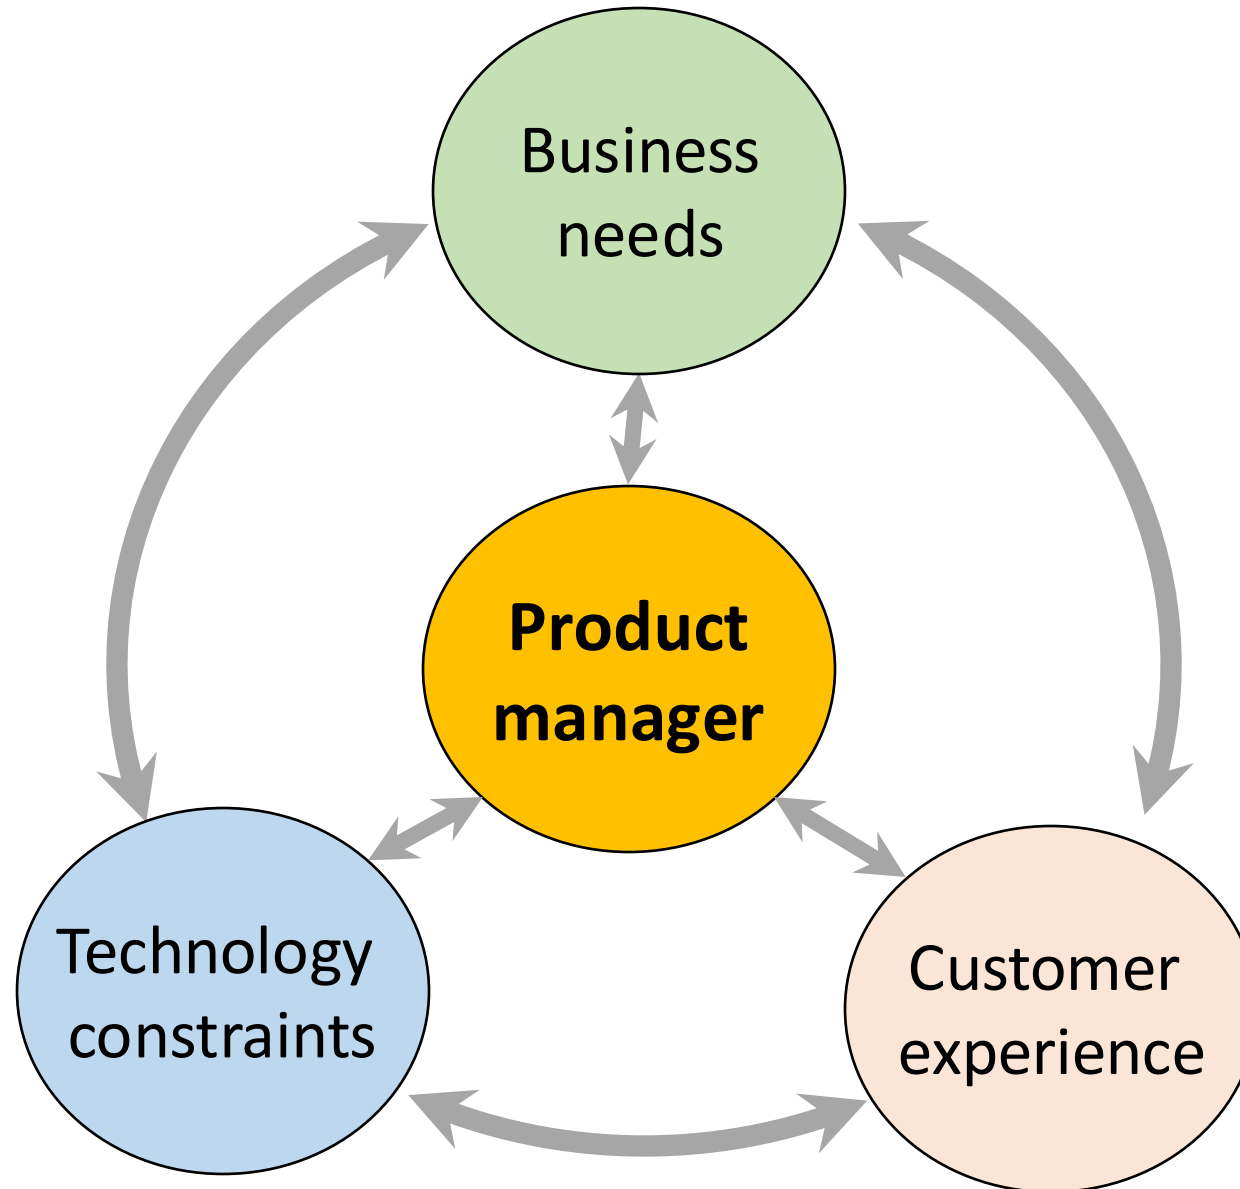 Business
needs
Product
manager
Technology
constraints
Customer
experience